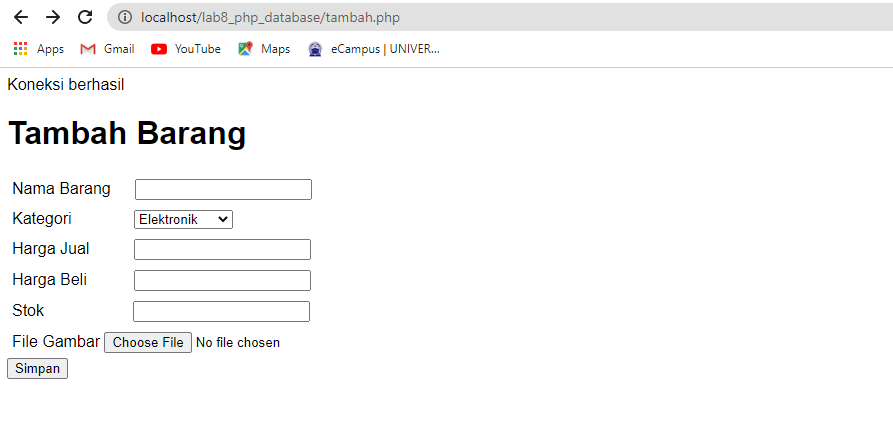 localhost/lab8_php_database/tambah.php
Apps Gmail YouTube Maps eCampus | UNIVER...
Koneksi berhasil
Tambah Barang
Nama Barang
Kategori Elektronik
Harga Jual
Harga Beli
Stok
File Gambar Choose File No file chosen
Simpan